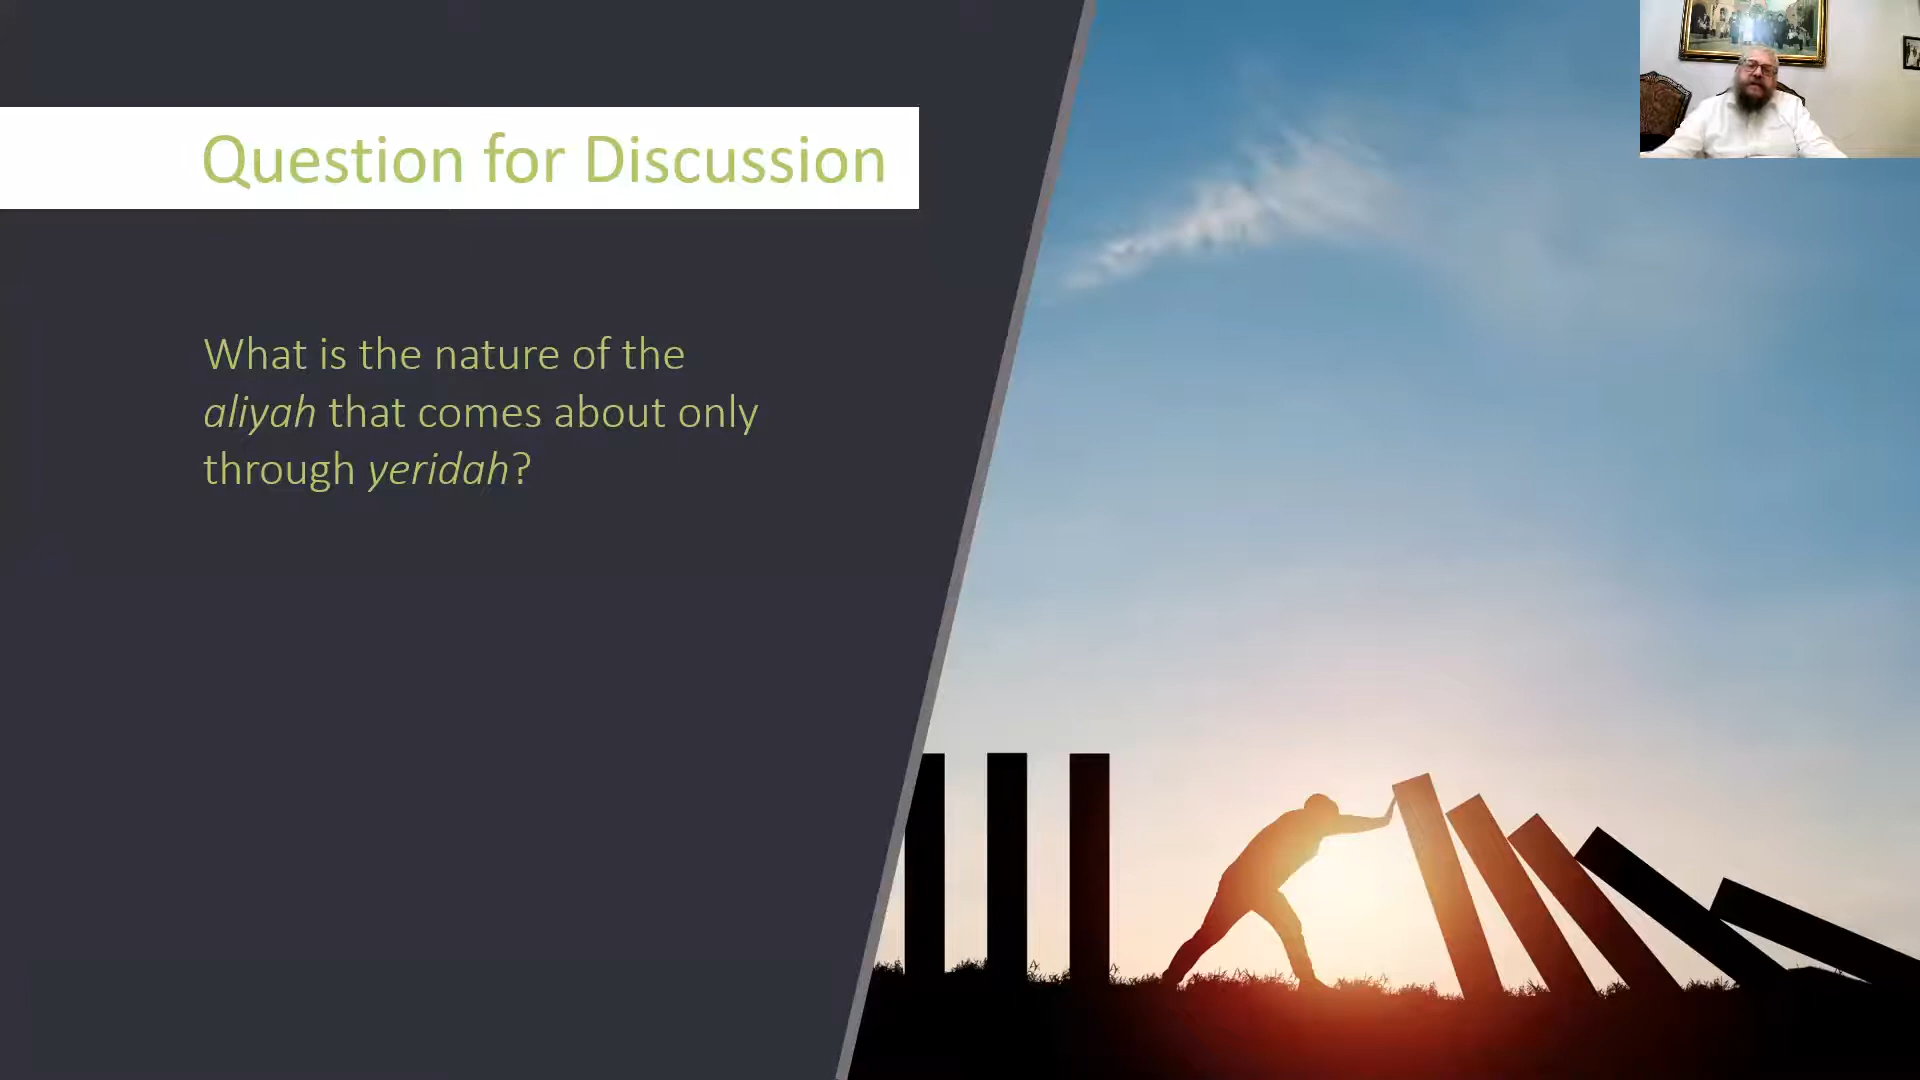 Question for Discussion
What is the nature of the
aliyah that comes about only
through yeridah?